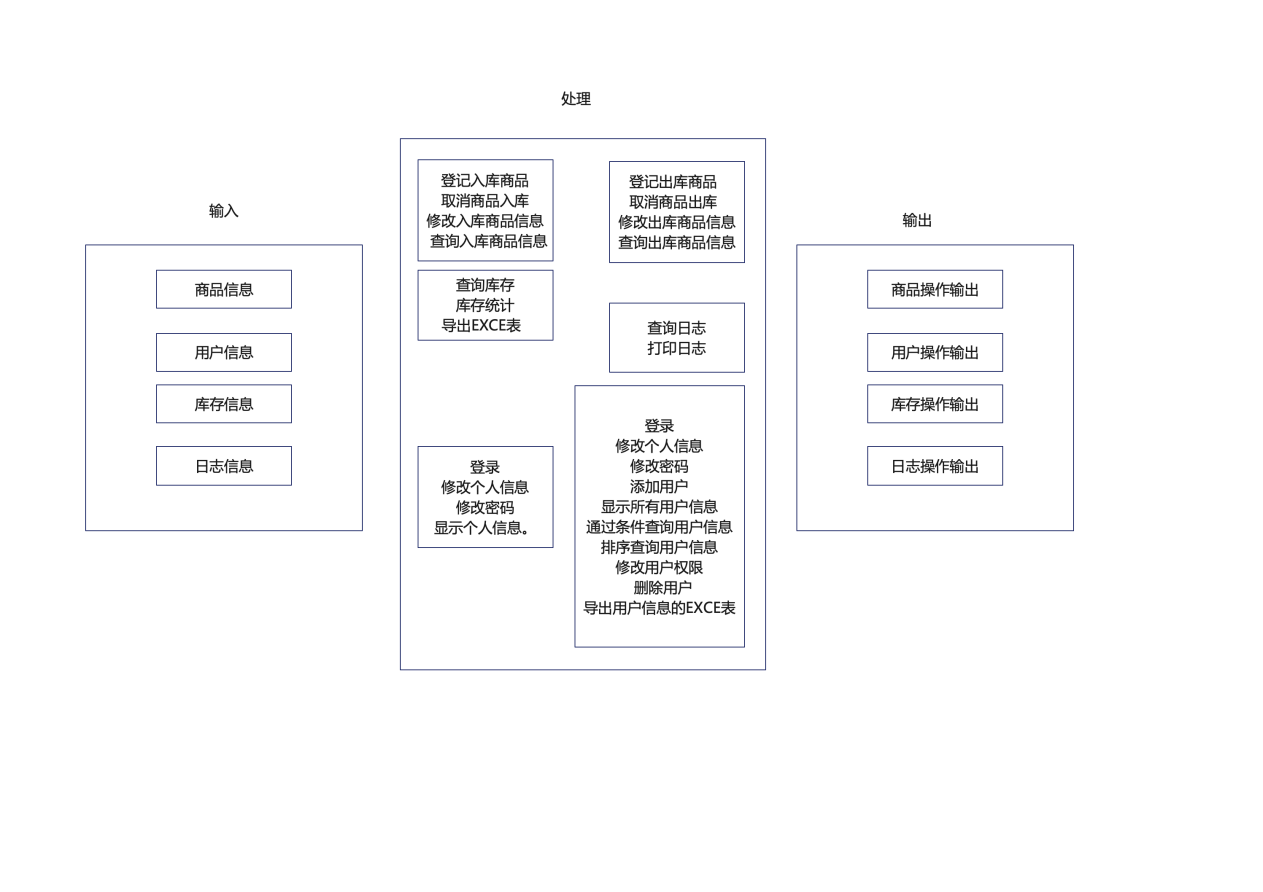 处理
输入
输出
商品信息
用户信息
库存信息
日志信息
登记入库商品
取消商品入库
修改入库商品信息
查询入库商品信息
查询库存
库存统计
导出EXCE表
登录
修改个人信息
修改密码
显示个人信息。
登记出库商品
取消商品出库
修改出库商品信息
查询出库商品信息
查询日志
打印日志
登录
修改个人信息
修改密码
添加用户
显示所有用户信息
通过条件查询用户信息
排序查询用户信息
修改用户权限
删除用户
导出用户信息的EXCE表
商品操作输出
用户操作输出
库存操作输出
日志操作输出